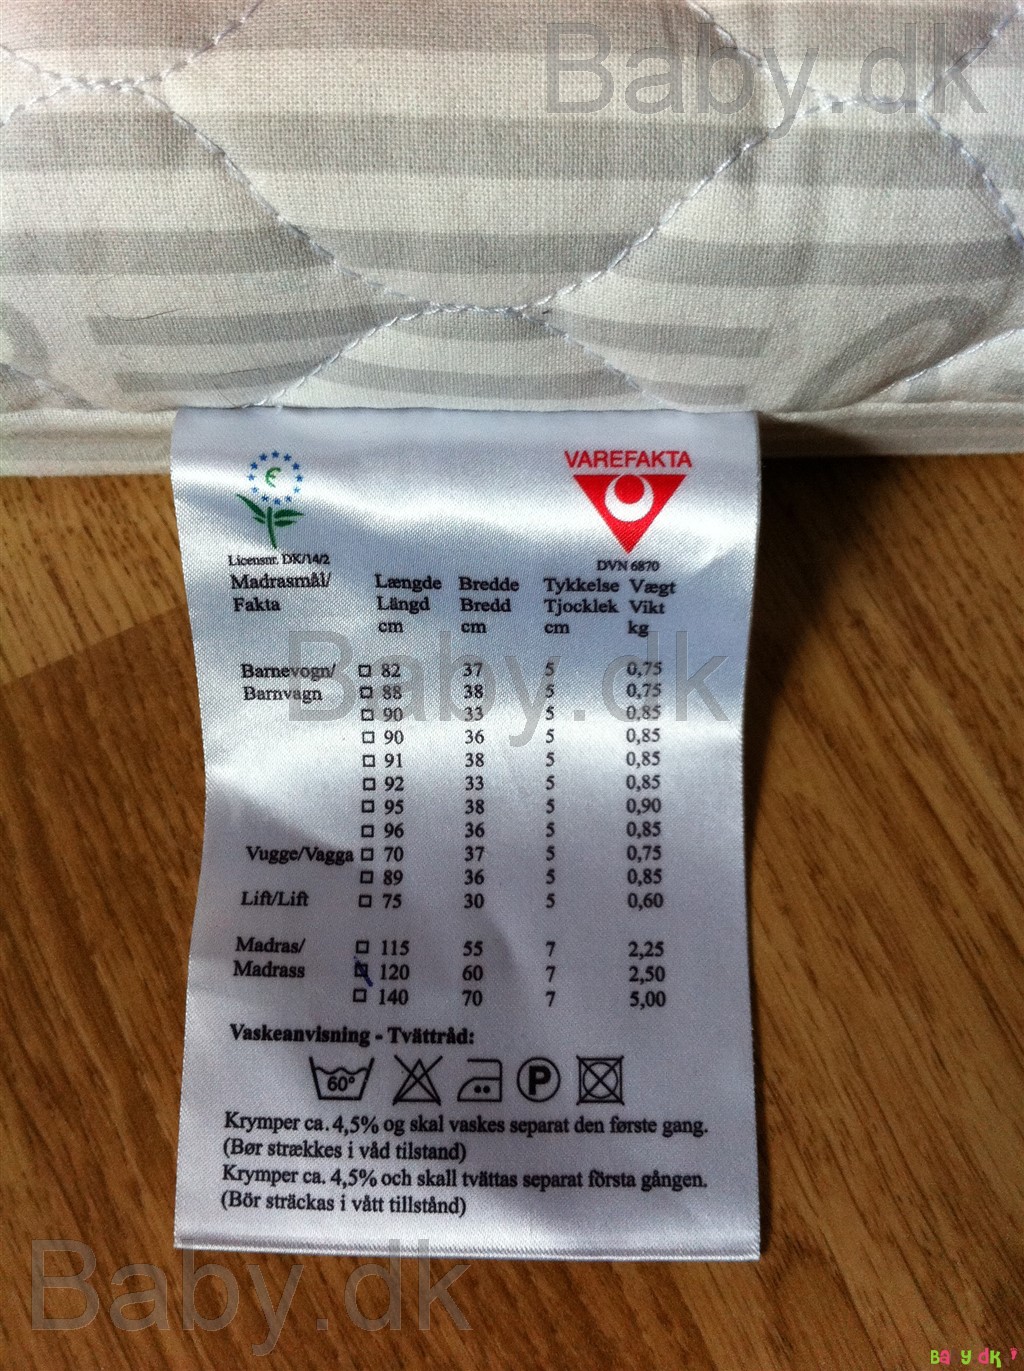 Baby.dk
VAREFAKTA
Licensnr. DK/14/2
DVN 6870
Madrasmål/ Længde Bredde Tykkelse Vægt
Fakta Längd Bredd Tjocklek Vikt
cm cm cm kg
Baby.dk
Barnevogn/ 82 37 5 0,75
Barnvagn 88 38 5 0,75
90 33 5 0,85
90 36 5 0,85
91 38 5 0,85
92 33 5 0,85
95 38 5 0,90
96 36 5 0,85
Vugge/Vagga 70 37 5 0,75
89 36 5 0,85
Lift/Lift 75 30 5 0,60
Madras/ 115 55 7 2,25
Madrass 120 60 7 2,50
140 70 7 5,00
Vaskeanvisning - Tvättråd:
60° P
Krymper ca. 4,5% og skal vaskes separat den første gang.
(Bør strækkes i våd tilstand)
Krymper ca. 4,5% och skall tvättas separat första gången.
(Bör sträckas i vått tillstånd)
Baby.dk
Baby dk !